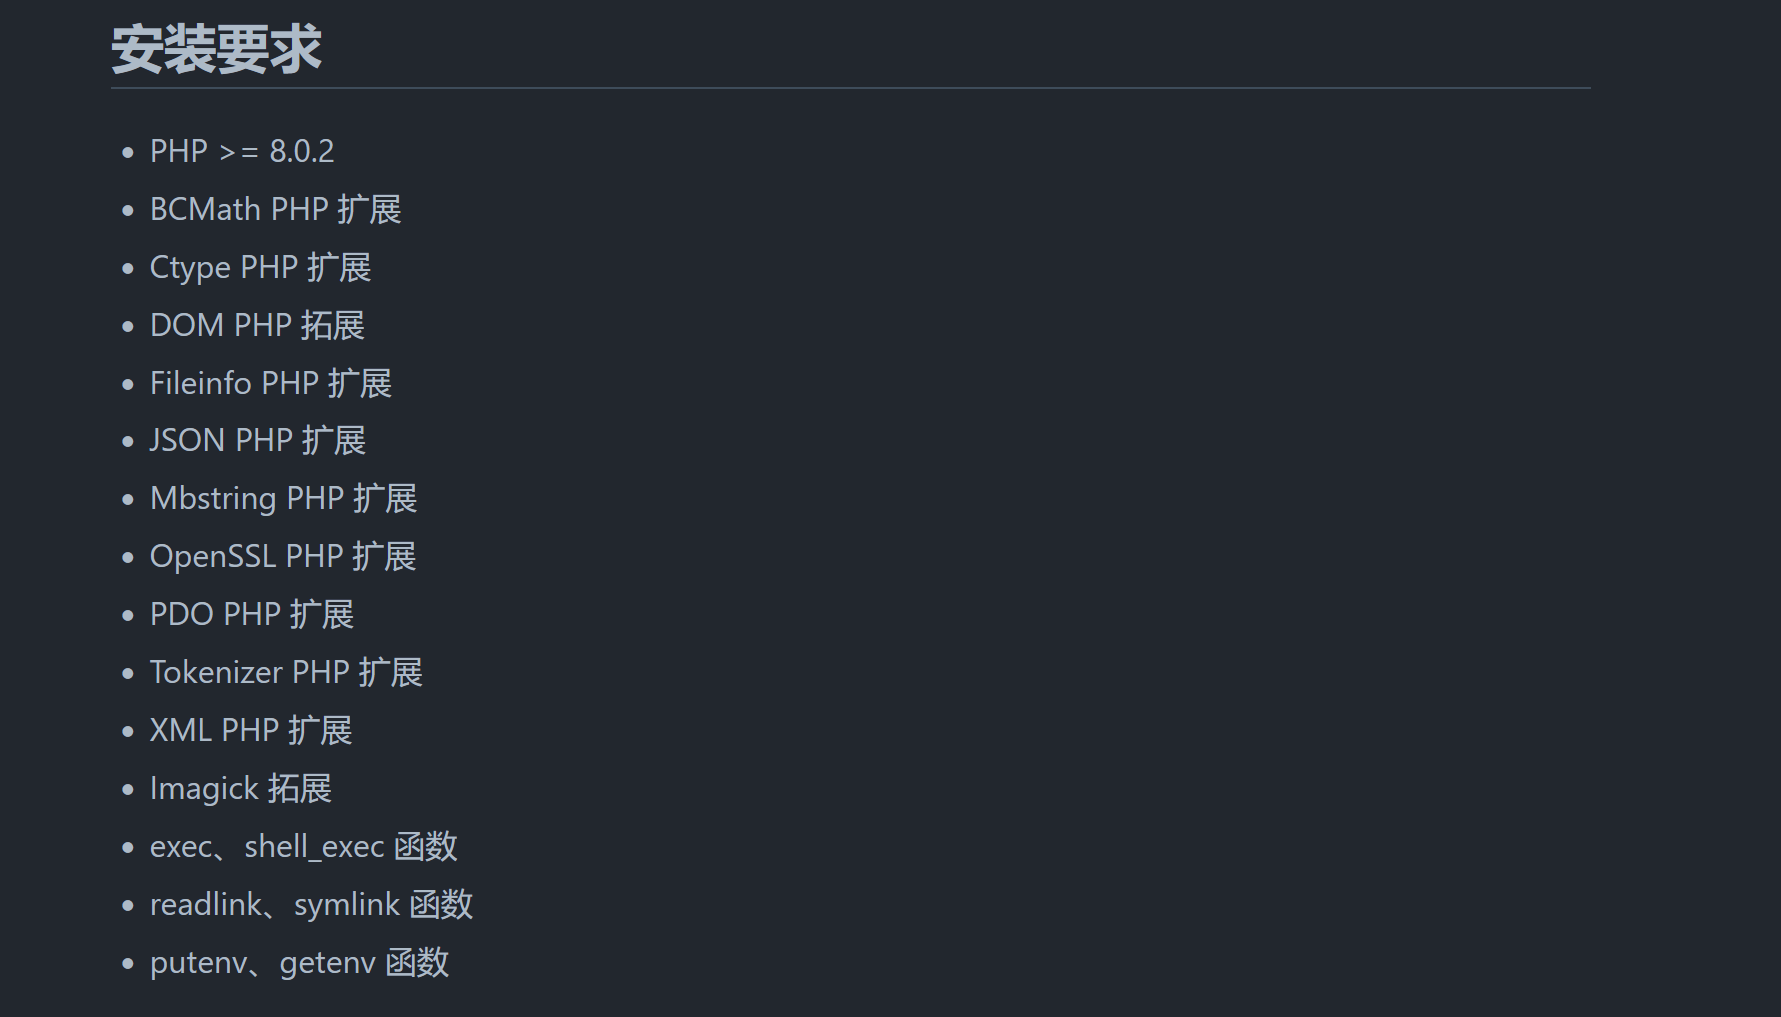 安装要求
PHP >= 8.0.2
BCMath PHP 扩展
Ctype PHP 扩展
DOM PHP 拓展
Fileinfo PHP 扩展
JSON PHP 扩展
Mbstring PHP 扩展
OpenSSL PHP 扩展
PDO PHP 扩展
Tokenizer PHP 扩展
XML PHP 扩展
Imagick 拓展
exec、shell_exec 函数
readlink、symlink 函数
putenv、getenv 函数